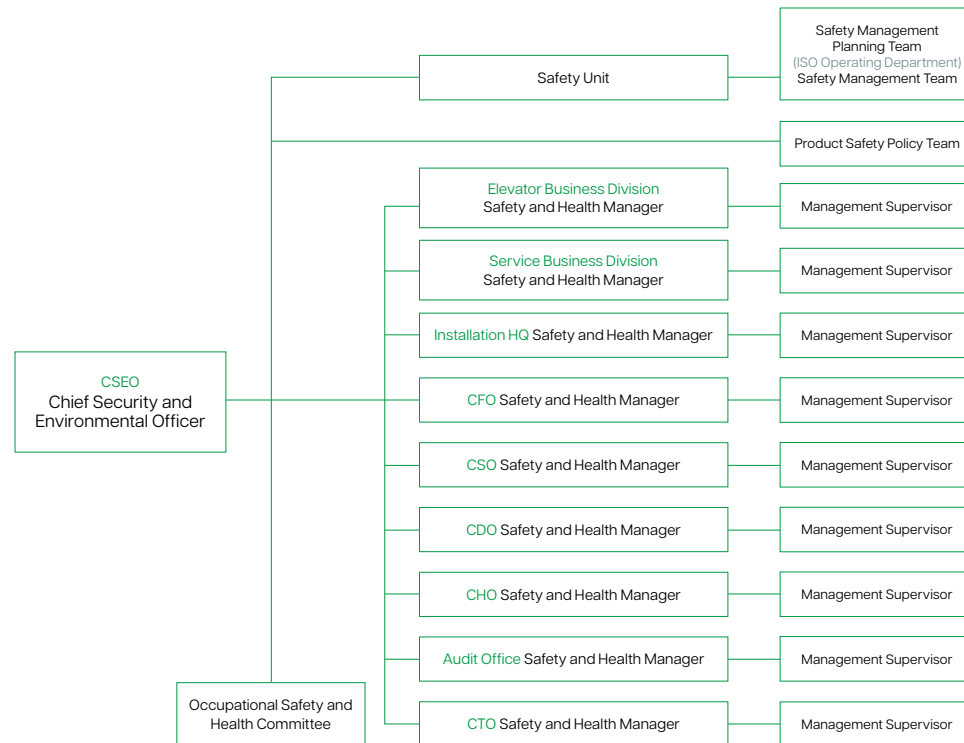 Safety Management
Planning Team
(ISO Operating Department)
Safety Management Team
Safety Unit
Product Safety Policy Team
Elevator Business Division
Safety and Health Manager
Management Supervisor
Service Business Division
Safety and Health Manager
Management Supervisor
Installation HQ Safety and Health Manager
Management Supervisor
CSEO
Chief Security and
Environmental Officer
CFO Safety and Health Manager
Management Supervisor
CSO Safety and Health Manager
Management Supervisor
CDO Safety and Health Manager
Management Supervisor
CHO Safety and Health Manager
Management Supervisor
Audit Office Safety and Health Manager
Management Supervisor
Occupational Safety and
Health Committee
CTO Safety and Health Manager
Management Supervisor